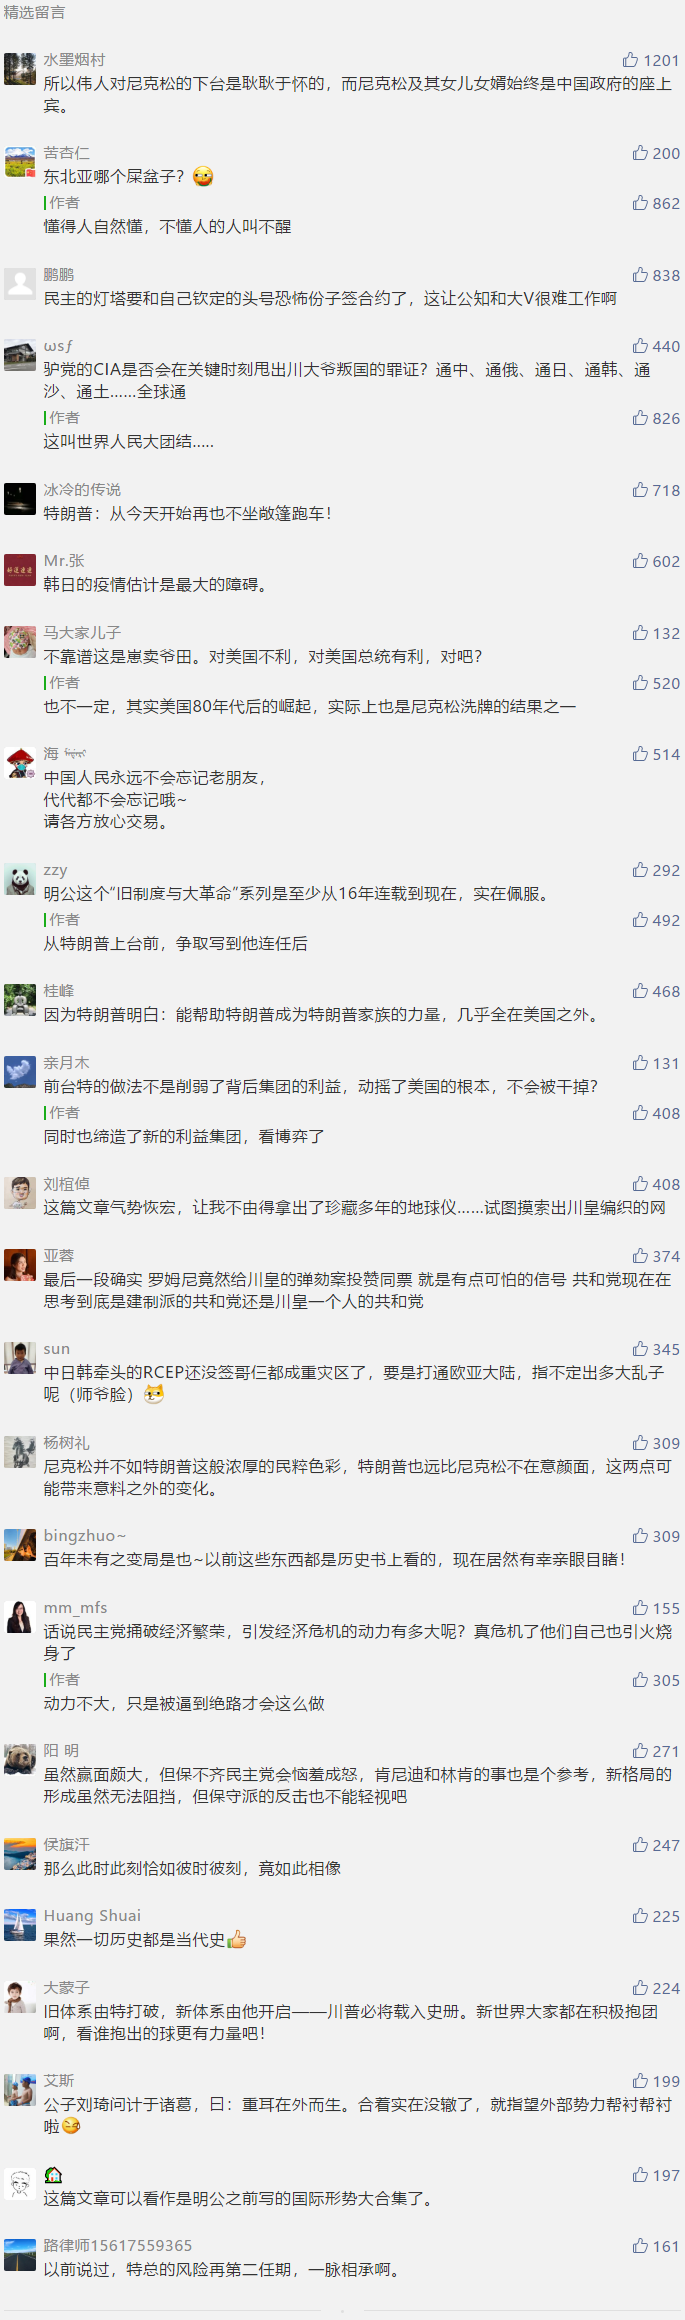 精选留言
水墨烟村
1201
所以伟人对尼克松的下台是耿耿于怀的，而尼克松及其女儿女婿始终是中国政府的座上
宾。
苦杏仁
200
东北亚哪个屎盆子？
作者
862
懂得人自然懂，不懂人的人叫不醒
鹏鹏
838
民主的灯塔要和自己钦定的头号恐怖份子签合约了，这让公知和大V很难工作啊
ωsƒ
440
驴党的CIA是否会在关键时刻甩出川大爷叛国的罪证？通中、通俄、通日、通韩、通
沙、通土……全球通
作者
826
这叫世界人民大团结.....
冰冷的传说
718
特朗普：从今天开始再也不坐敞篷跑车！
Mr.张
602
韩日的疫情估计是最大的障碍。
马大家儿子
132
不靠谱这是崽卖爷田。对美国不利，对美国总统有利，对吧？
作者
520
也不一定，其实美国80年代后的崛起，实际上也是尼克松洗牌的结果之一
海
514
中国人民永远不会忘记老朋友，
代代都不会忘记哦~
请各方放心交易。
zzy
292
明公这个“旧制度与大革命”系列是至少从16年连载到现在，实在佩服。
作者
492
从特朗普上台前，争取写到他连任后
桂峰
468
因为特朗普明白：能帮助特朗普成为特朗普家族的力量，几乎全在美国之外。
亲月木
131
前台特的做法不是削弱了背后集团的利益，动摇了美国的根本，不会被干掉？
作者
408
同时也缔造了新的利益集团，看博弈了
刘楦倬
408
这篇文章气势恢宏，让我不由得拿出了珍藏多年的地球仪……试图摸索出川皇编织的网
亚蓉
374
最后一段确实 罗姆尼竟然给川皇的弹劾案投赞同票 就是有点可怕的信号 共和党现在在
思考到底是建制派的共和党还是川皇一个人的共和党
sun
345
中日韩牵头的RCEP还没签哥仨都成重灾区了，要是打通欧亚大陆，指不定出多大乱子
呢（师爷脸）
杨树礼
309
尼克松并不如特朗普这般浓厚的民粹色彩，特朗普也远比尼克松不在意颜面，这两点可
能带来意料之外的变化。
bingzhuo~
309
百年未有之变局是也~以前这些东西都是历史书上看的，现在居然有幸亲眼目睹！
mm_mfs
155
话说民主党捅破经济繁荣，引发经济危机的动力有多大呢？真危机了他们自己也引火烧
身了
作者
305
动力不大，只是被逼到绝路才会这么做
阳 明
271
虽然赢面颇大，但保不齐民主党会恼羞成怒，肯尼迪和林肯的事也是个参考，新格局的
形成虽然无法阻挡，但保守派的反击也不能轻视吧
侯旗汗
247
那么此时此刻恰如彼时彼刻，竟如此相像
Huang Shuai
225
果然一切历史都是当代史
大蒙子
224
旧体系由特打破，新体系由他开启——川普必将载入史册。新世界大家都在积极抱团
啊，看谁抱出的球更有力量吧！
艾斯
199
公子刘琦问计于诸葛，曰：重耳在外而生。合着实在没辙了，就指望外部势力帮衬帮衬
啦
197
这篇文章可以看作是明公之前写的国际形势大合集了。
路律师15617559365
161
以前说过，特总的风险再第二任期，一脉相承啊。